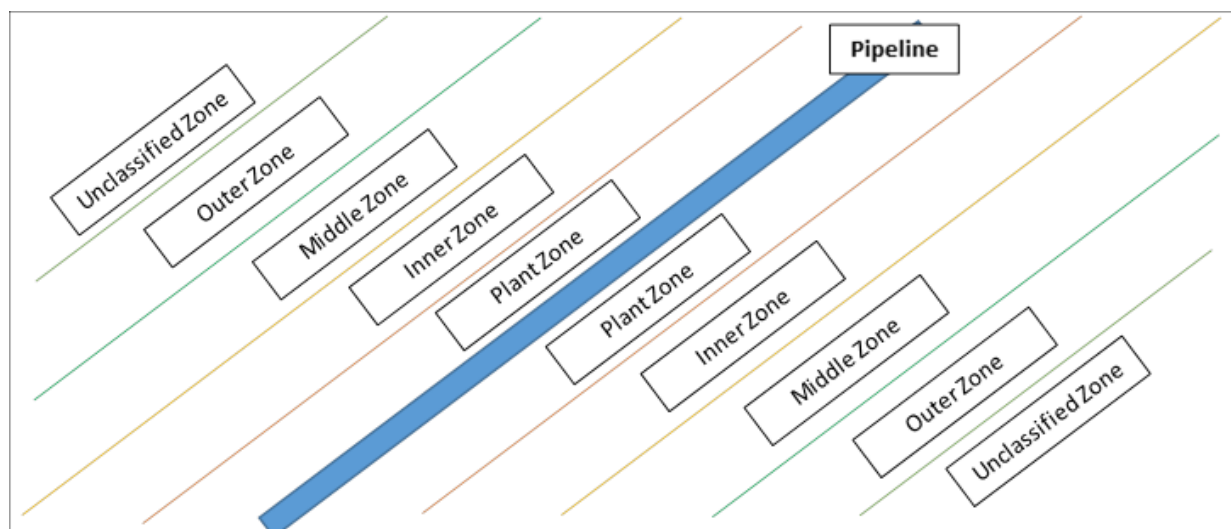 Pipeline
Unclassified Zone
Outer Zone
Middle Zone
Inner Zone
Plant Zone
Plant Zone
Inner Zone
Middle Zone
Outer Zone
Unclassified Zone